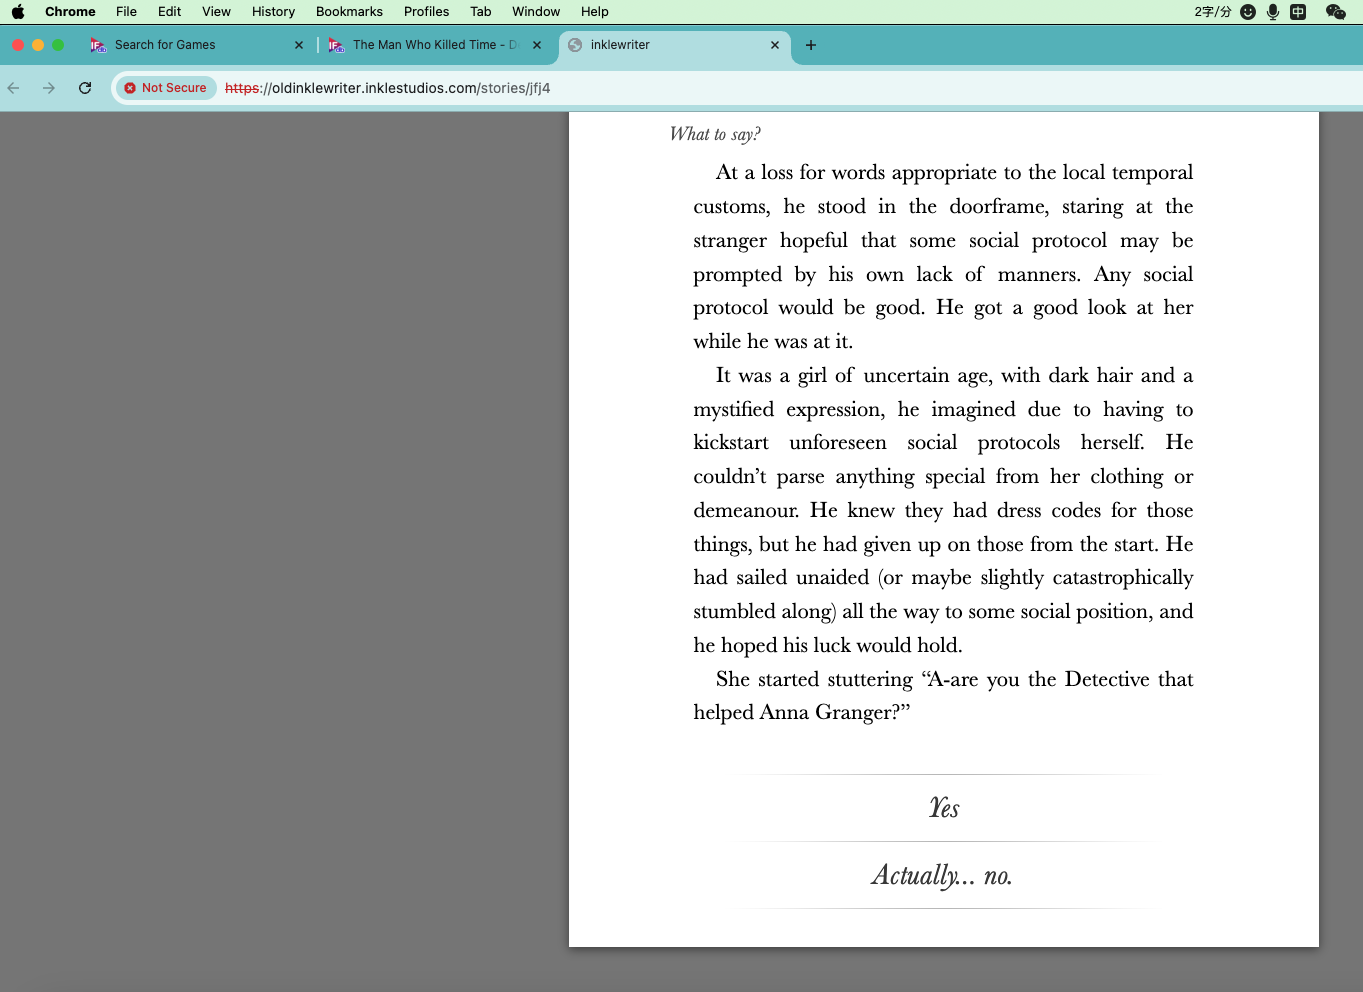 Chrome File Edit View History Bookmarks Profiles Tab Window Help 2字/分 中
Search for Games
The Man Who Killed Time - D
inklewriter
Not Secure https://oldinklewriter.inklestudios.com/stories/jfj4
What to say?
At a loss for words appropriate to the local temporal
customs, he stood in the doorframe, staring at the
stranger hopeful that some social protocol may be
prompted by his own lack of manners. Any social
protocol would be good. He got a good look at her
while he was at it.
It was a girl of uncertain age, with dark hair and a
mystified expression, he imagined due to having to
kickstart unforeseen social protocols herself. He
couldn’t parse anything special from her clothing or
demeanour. He knew they had dress codes for those
things, but he had given up on those from the start. He
had sailed unaided (or maybe slightly catastrophically
stumbled along) all the way to some social position, and
he hoped his luck would hold.
She started stuttering “A-are you the Detective that
helped Anna Granger?”
Yes
Actually... no.